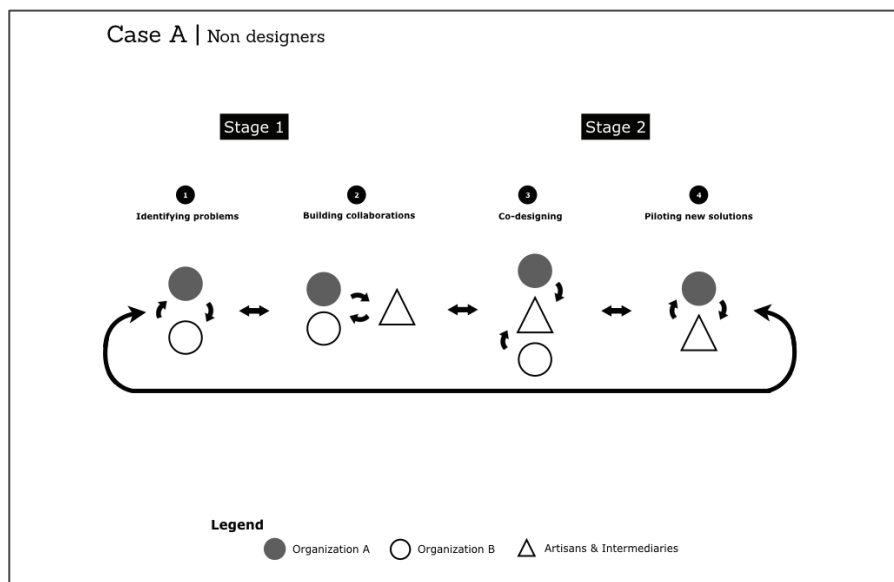 Case A | Non designers
Stage 1
Stage 2
1
2
3
4
Identifying problems
Building collaborations
Co-designing
Piloting new solutions
Legend
Organization A
Organization B
Artisans & Intermediaries